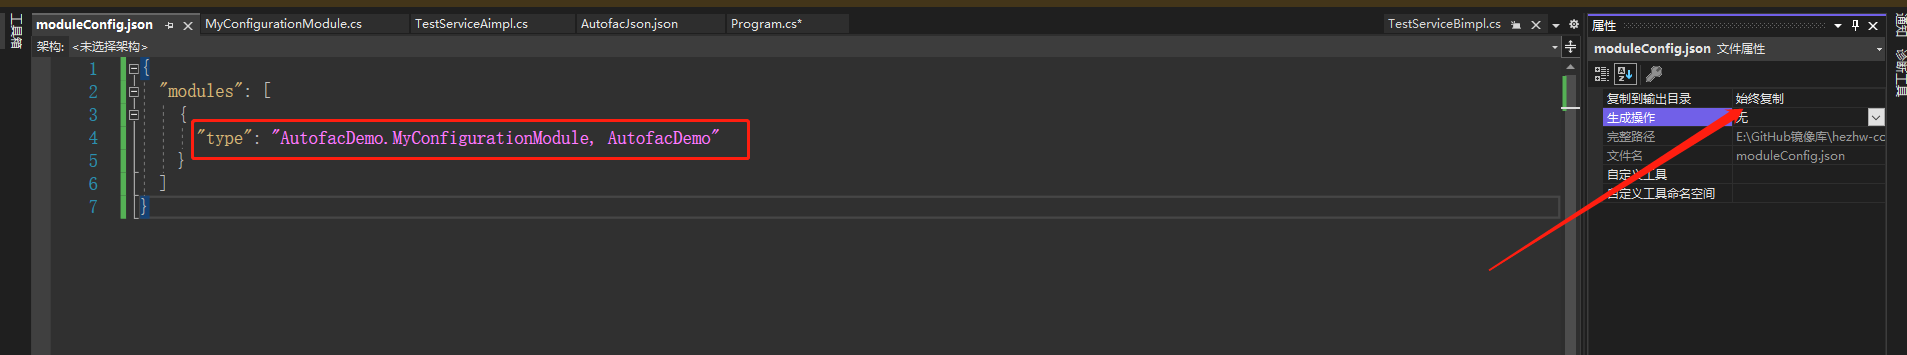 工具箱
moduleConfig.json
MyConfigurationModule.cs
TestServiceAimpl.cs
AutofacJson.json
Program.cs*
TestServiceBimpl.cs
架构: <未选择架构>
1 {
2 "modules": [
3 {
4 "type": "AutofacDemo.MyConfigurationModule, AutofacDemo"
5 }
6 ]
7 }
属性
moduleConfig.json 文件属性
复制到输出目录 始终复制
生成操作 无
完整路径 E:\GitHub镜像库\hezhw-cc
文件名 moduleConfig.json
自定义工具
自定义工具命名空间
通知
诊断工具